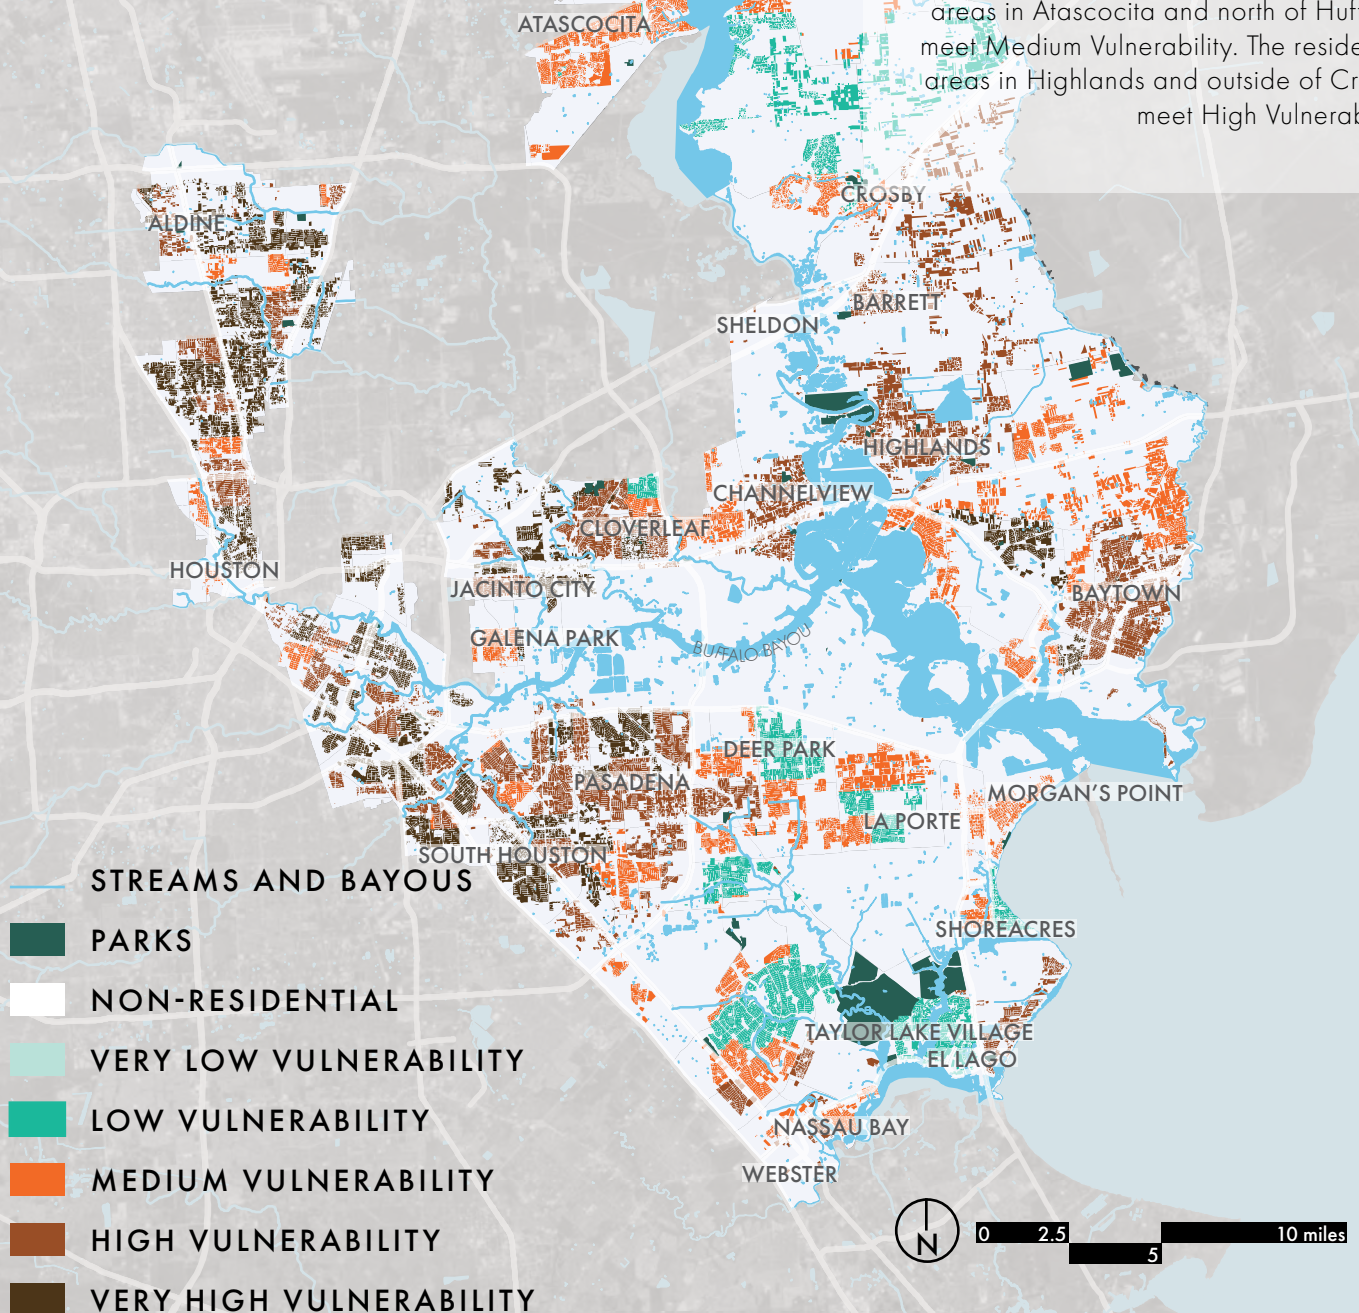 areas in Atascocita and north of Huf
meet Medium Vulnerability. The reside
areas in Highlands and outside of Cr
meet High Vulnerab
ATASCOCITA
CROSBY
ALDINE
BARRETT
SHELDON
HIGHLANDS
CHANNELVIEW
CLOVERLEAF
HOUSTON
JACINTO CITY
BAYTOWN
GALENA PARK
BUFFALO BAYOU
DEER PARK
PASADENA
MORGAN'S POINT
LA PORTE
SOUTH HOUSTON
SHOREACRES
TAYLOR LAKE VILLAGE
EL LAGO
NASSAU BAY
WEBSTER
STREAMS AND BAYOUS
PARKS
NON-RESIDENTIAL
VERY LOW VULNERABILITY
LOW VULNERABILITY
MEDIUM VULNERABILITY
HIGH VULNERABILITY
VERY HIGH VULNERABILITY
N
0 2.5 10 miles
5